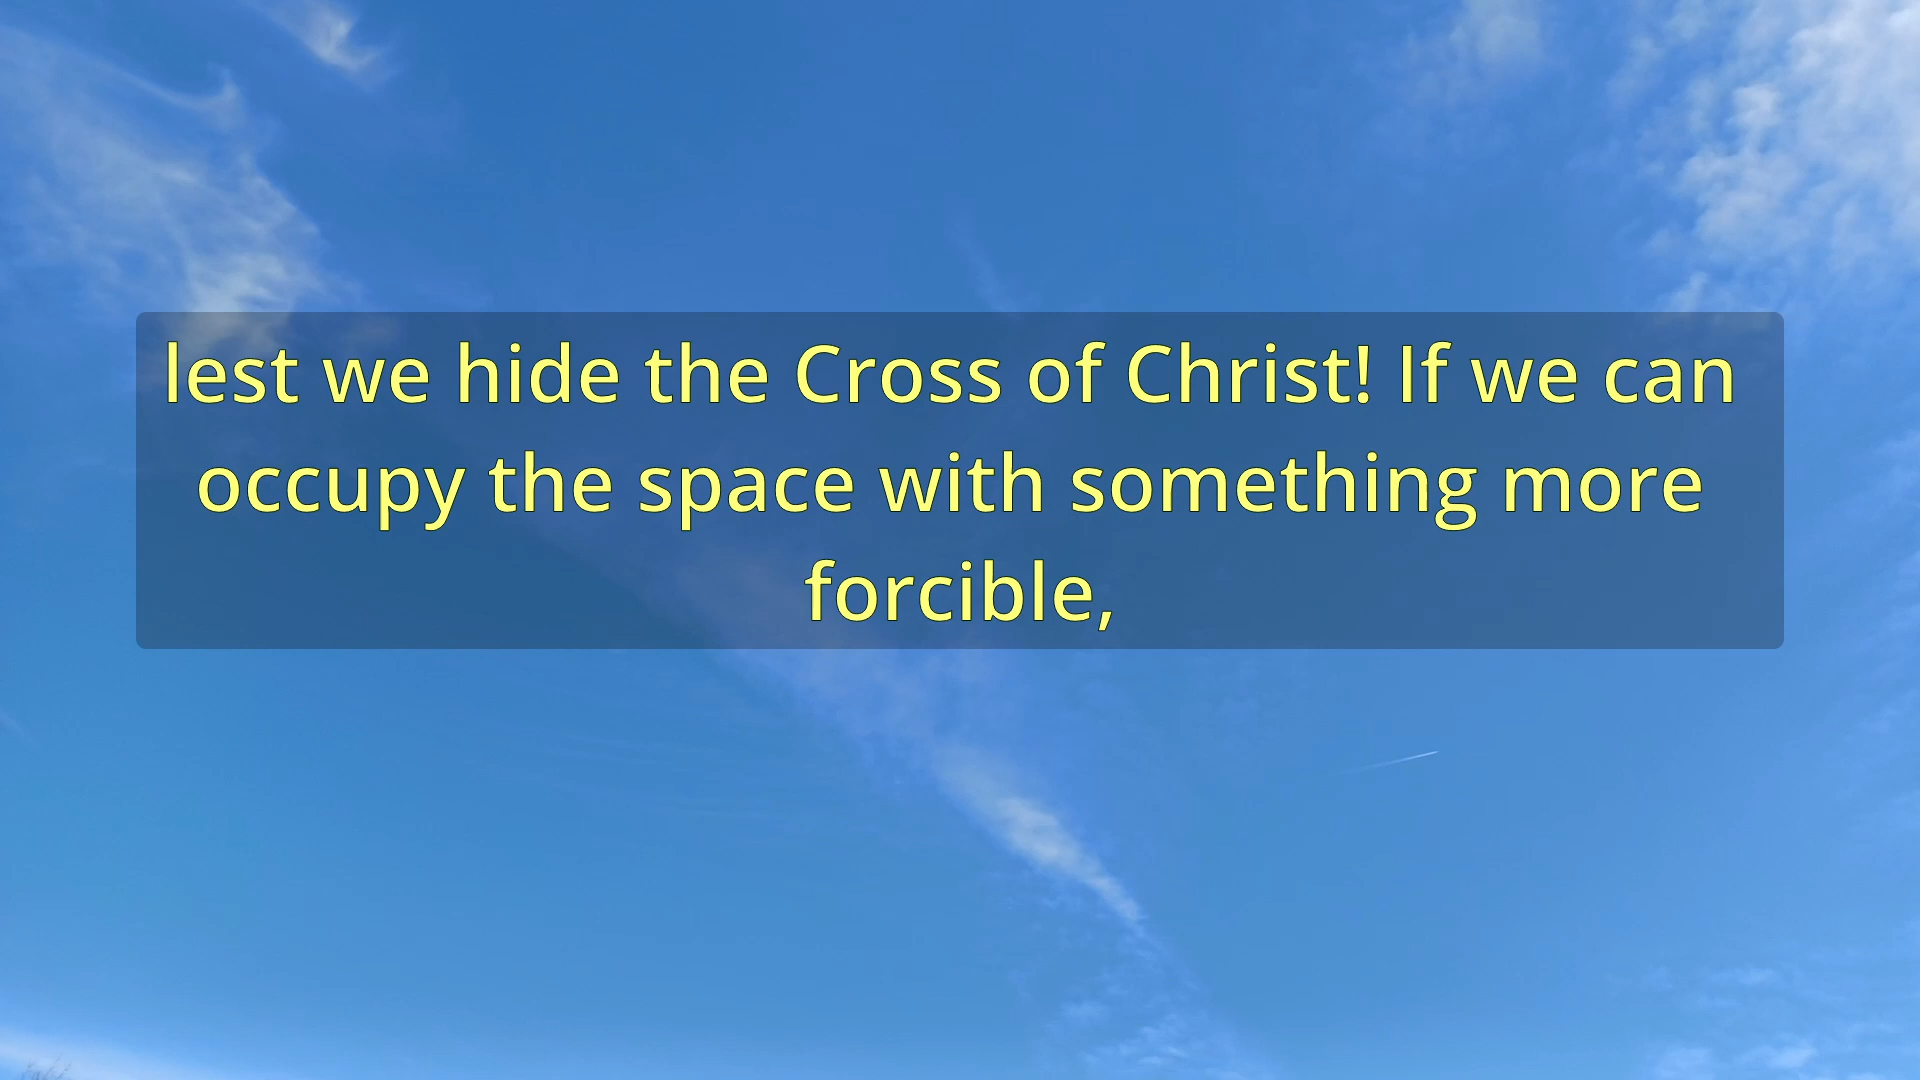 lest we hide the Cross of Christ! If we can
occupy the space with something more
forcible,